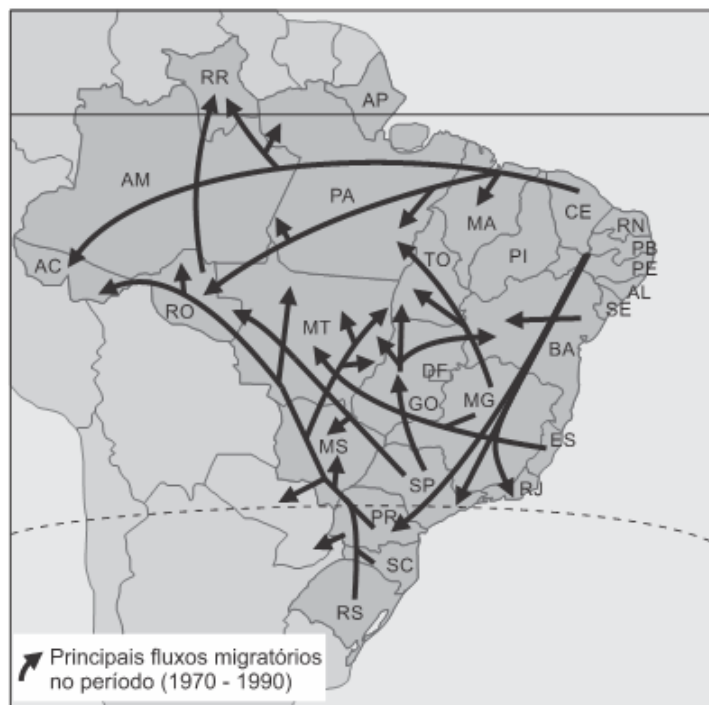 RR
AP
AM
PA
MA
CE
RN
PB
PE
AL
SE
PI
TO
AC
RO
MT
BA
DF
GO
MG
ES
MS
SP
RJ
PR
SC
RS
Principais fluxos migratórios
no período (1970 - 1990)